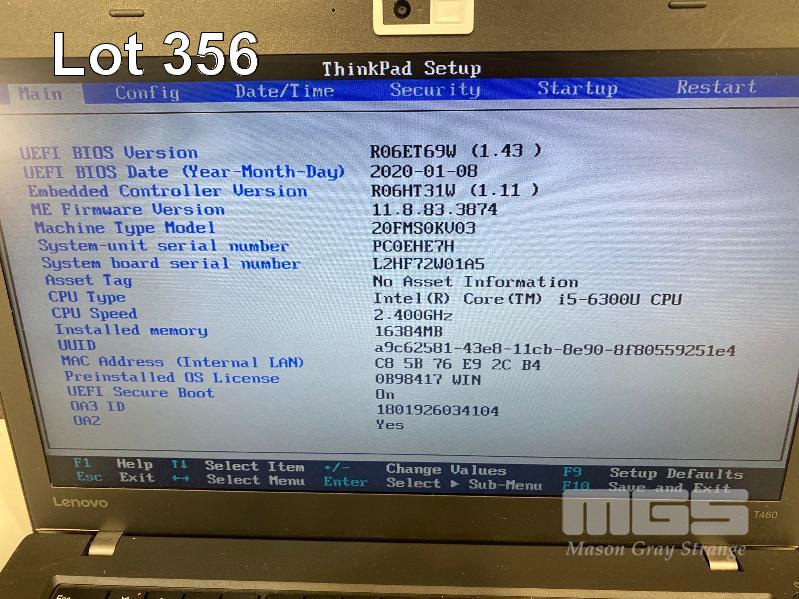 Lot 356
ThinkPad Setup
Main Config Date/Time Security Startup Restart
UEFI BIOS Version R06ET69W (1.43 )
UEFI BIOS Date (Year-Month-Day) 2020-01-08
Embedded Controller Version R06HT31W (1.11 )
ME Firmware Version 11.8.83.3874
Machine Type Model 20FMS0KV03
System-unit serial number PC0EHE7H
System board serial number L2HF72W01A5
Asset Tag No Asset Information
CPU Type Intel(R) Core(TM) i5-6300U CPU
CPU Speed 2.400GHz
Installed memory 16384MB
UUID a9c62581-43e8-11cb-8e90-8f80559251e4
MAC Address (Internal LAN) C8 5B 76 E9 2C B4
Preinstalled OS License 0B98417 WIN
UEFI Secure Boot On
OA3 ID 1801926034104
OA2 Yes
F1 Help ↑↓ Select Item +/- Change Values F9 Setup Defaults
Esc Exit ←→ Select Menu Enter Select ▶ Sub-Menu F10 Save and Exit
Lenovo
T460
MGS
Mason Gray Strange
Esc